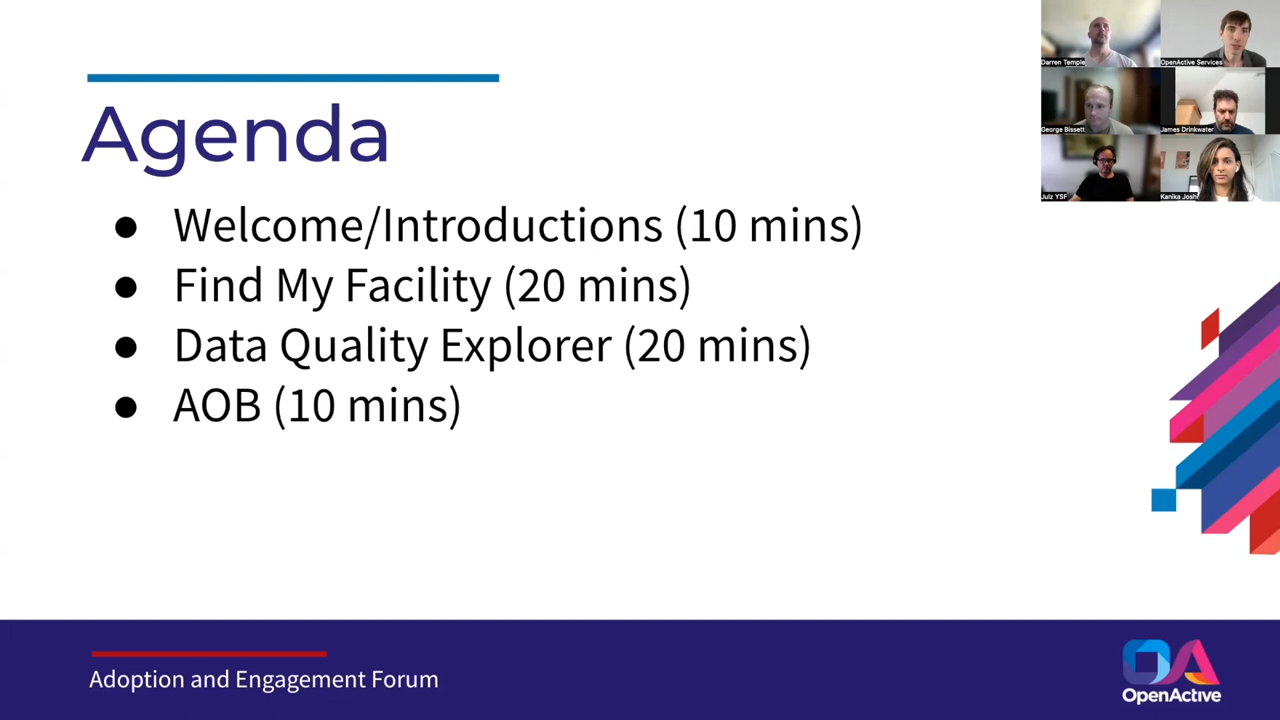 Agenda
● Welcome/Introductions (10 mins)
● Find My Facility (20 mins)
● Data Quality Explorer (20 mins)
● AOB (10 mins)
Darren Temple
OpenActive Services
George Bissett
James Drinkwater
Julz YSF
Kanika Joshi
Adoption and Engagement Forum
OA
OpenActive